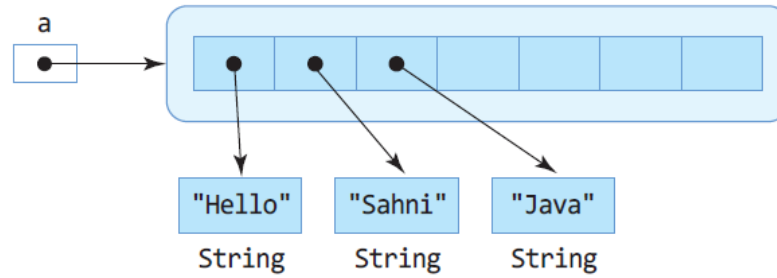 a
"Hello" "Sahni" "Java"
String String String